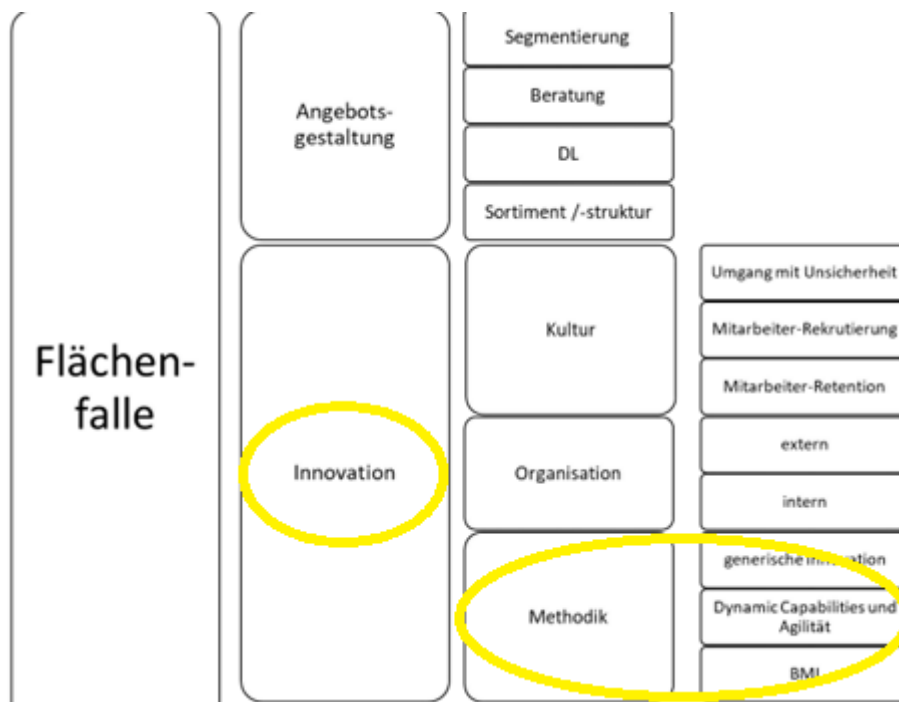 Flächen-
falle
Angebots-
gestaltung
Segmentierung
Beratung
DL
Sortiment /-struktur
Innovation
Kultur
Umgang mit Unsicherheit
Mitarbeiter-Rekrutierung
Mitarbeiter-Retention
Organisation
extern
intern
Methodik
generische Innovation
Dynamic Capabilities und
Agilität
BMI